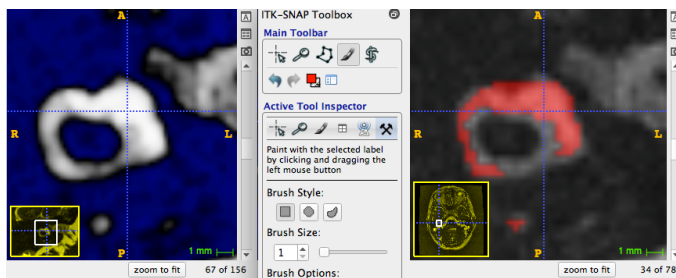 A
R
L
P
1 mm
zoom to fit
67 of 156
A
ITK-SNAP Toolbox
Main Toolbar
Active Tool Inspector
Paint with the selected label
by clicking and dragging the
left mouse button
Brush Style:
Brush Size:
1
Brush Options:
A
R
L
P
1 mm
zoom to fit
34 of 78
A